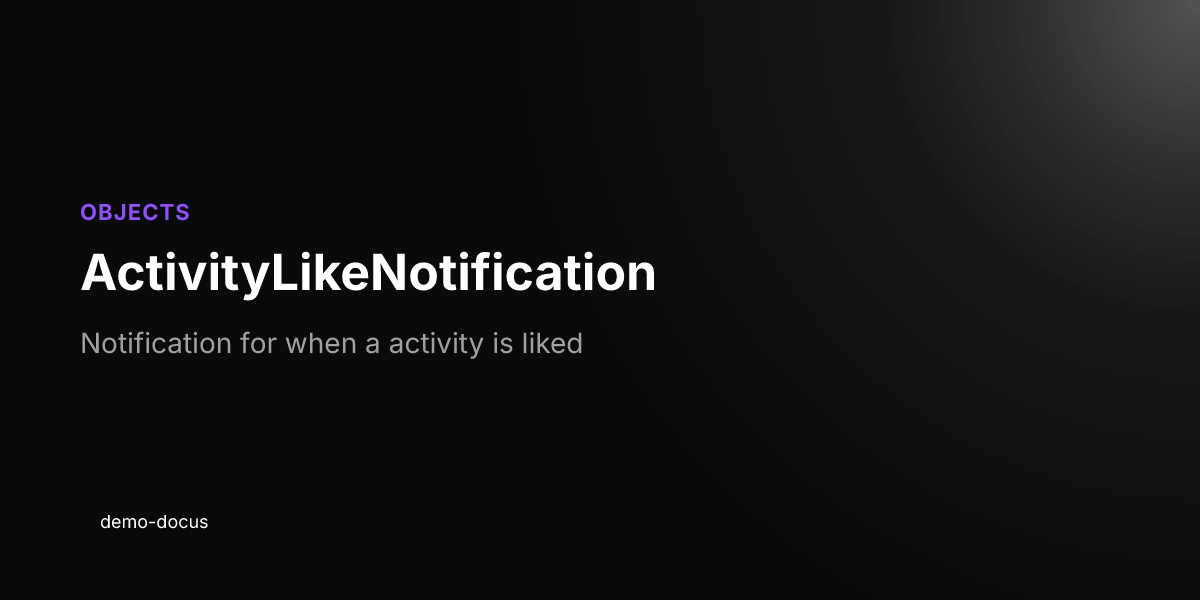 OBJECTS
ActivityLikeNotification
Notification for when a activity is liked
demo-docus